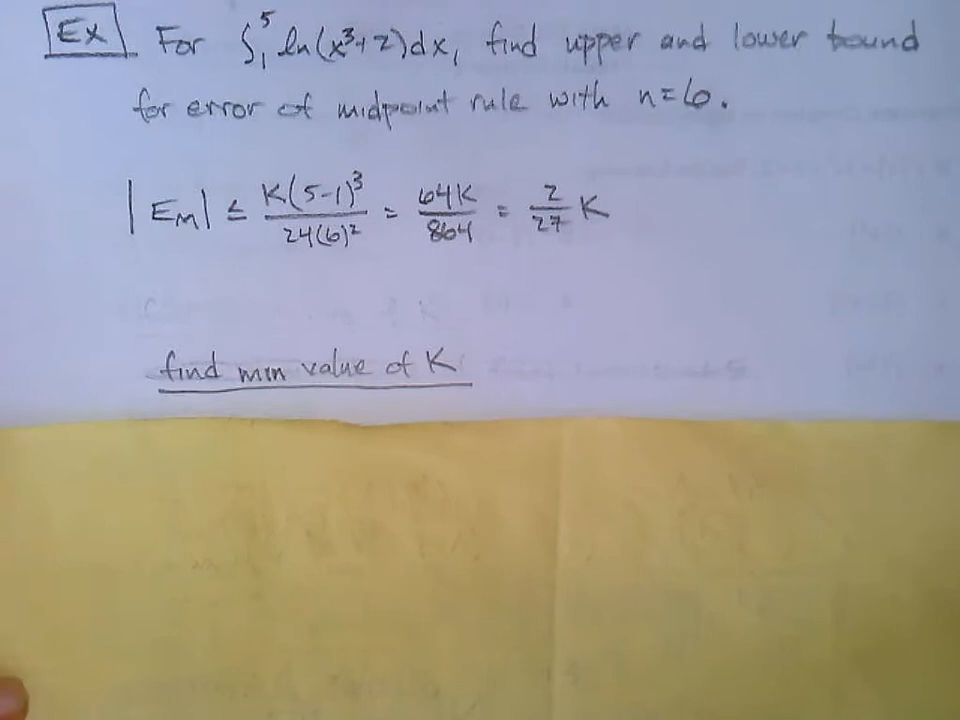 Ex For ∫₁⁵ ln(x³+2)dx, find upper and lower bound
for error of midpoint rule with n=6.
|E_M| ≤ K(5-1)³/24(6)² = 64K/864 = 2/27 K
find min value of K